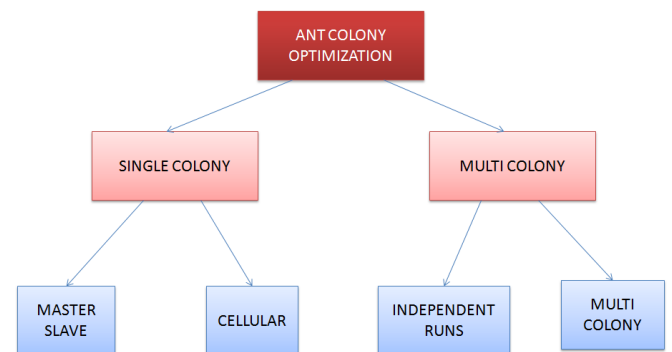 ANT COLONY
OPTIMIZATION
SINGLE COLONY
MULTI COLONY
MASTER
SLAVE
CELLULAR
INDEPENDENT
RUNS
MULTI
COLONY